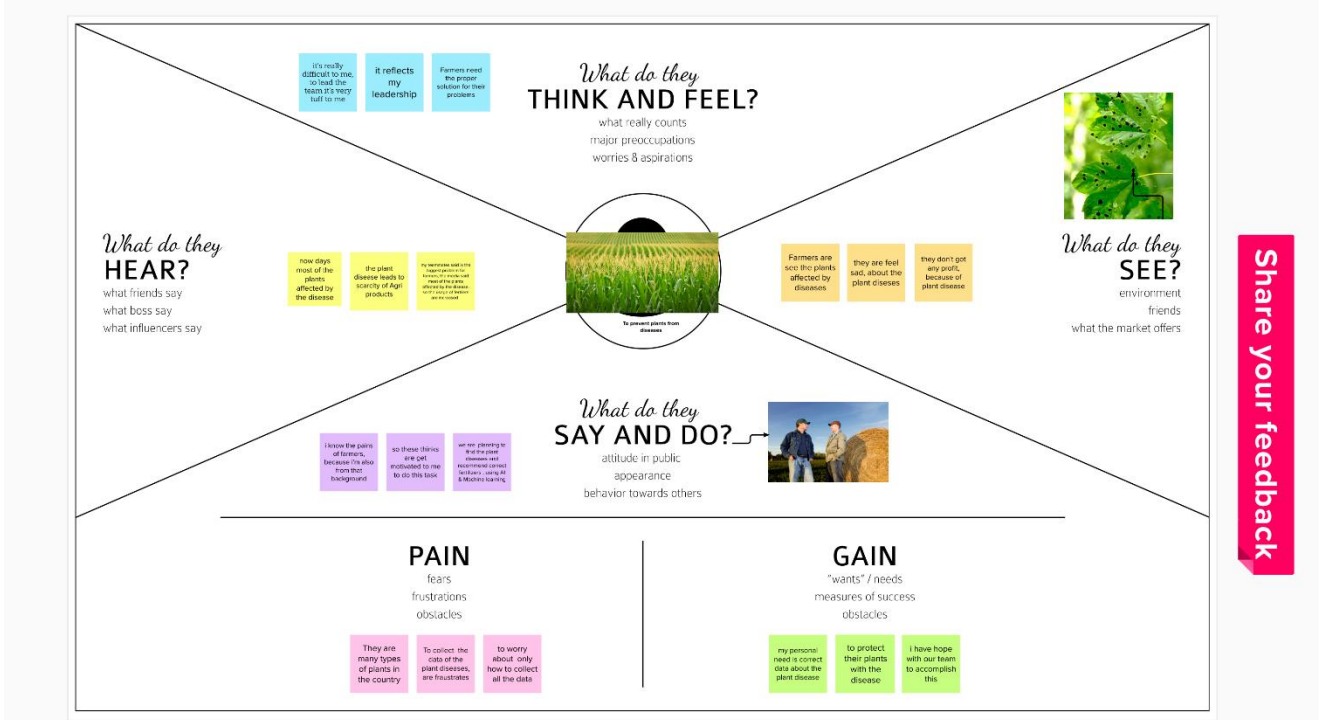 it's really
difficult to me,
to lead the
team it's very
tuff to me
it reflects
my
leadership
Farmers need
the proper
solution for their
problems
What do they
THINK AND FEEL?
what really counts
major preoccupations
worries & aspirations
What do they
HEAR?
what friends say
what boss say
what influencers say
now days
most of the
plants
affected by
the disease
the plant
disease leads to
scarcity of Agri
products
To prevent plants from
diseases
Farmers are
see the plants
affected by
diseases
they are feel
sad, about the
plant diseses
they don't got
any profit,
because of
plant disease
What do they
SEE?
environment
friends
what the market offers
What do they
SAY AND DO?
attitude in public
appearance
behavior towards others
i know the pains
of farmers,
because i'm also
from that
background
so these thinks
are get
motivated to me
to do this task
we are planning to
find the plant
diseases and
recommend correct
fertilizers , using AI
& Machine learning
PAIN
fears
frustrations
obstacles
They are
many types
of plants in
the country
To collect the
data of the
plant diseases,
are fraustrates
to worry
about only
how to collect
all the data
GAIN
"wants" / needs
measures of success
obstacles
my personal
need is correct
data about the
plant disease
to protect
their plants
with the
disease
i have hope
with our team
to accomplish
this
Share your feedback